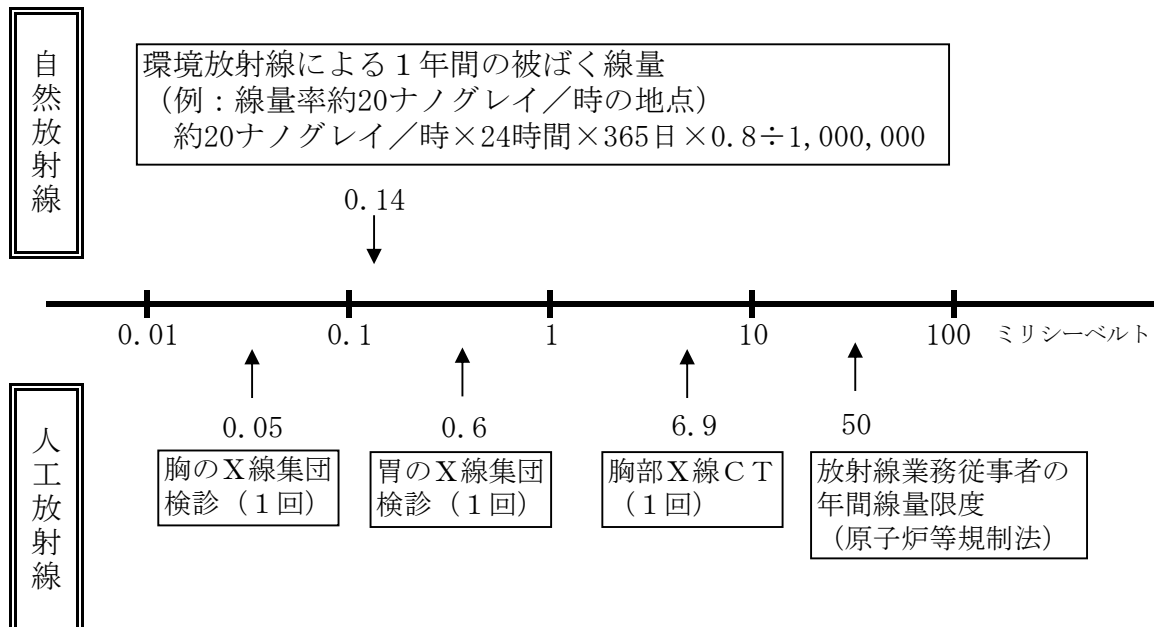 自然放射線
環境放射線による１年間の被ばく線量
（例：線量率約20ナノグレイ／時の地点）
約20ナノグレイ／時×24時間×365日×0.8÷1,000,000
0.14
0.01 0.1 1 10 100 ミリシーベルト
人工放射線
0.05
胸のＸ線集団
検診（１回）
0.6
胃のＸ線集団
検診（１回）
6.9
胸部Ｘ線ＣＴ
（１回）
50
放射線業務従事者の
年間線量限度
（原子炉等規制法）